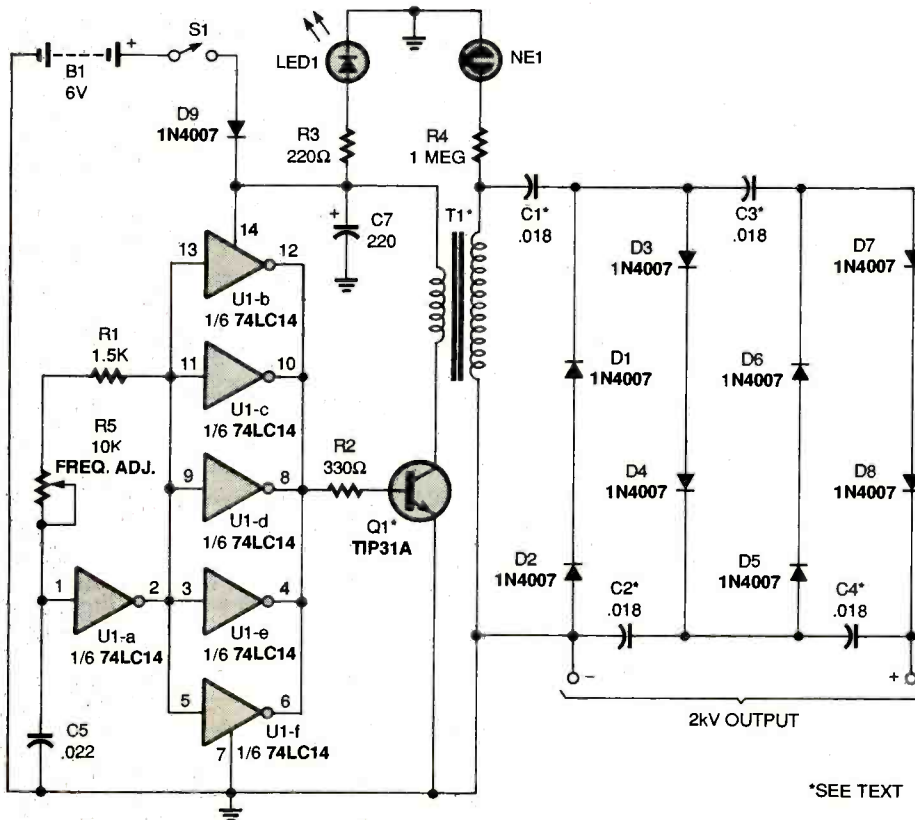 S1
+
B1
6V
D9
1N4007
LED1
NE1
R3
220Ω
R4
1 MEG
+
C7
220
T1*
C1*
.018
C3*
.018
14
13
12
U1-b
1/6 74LC14
D3
1N4007
D7
1N4007
R1
1.5K
11
10
U1-c
1/6 74LC14
D1
1N4007
D6
1N4007
R5
10K
FREQ. ADJ.
9
8
U1-d
1/6 74LC14
R2
330Ω
Q1*
TIP31A
D4
1N4007
D8
1N4007
1
2
U1-a
1/6 74LC14
3
4
U1-e
1/6 74LC14
D2
1N4007
C2*
.018
D5
1N4007
C4*
.018
5
6
U1-f
7
1/6 74LC14
C5
.022
-
+
2kV OUTPUT
*SEE TEXT